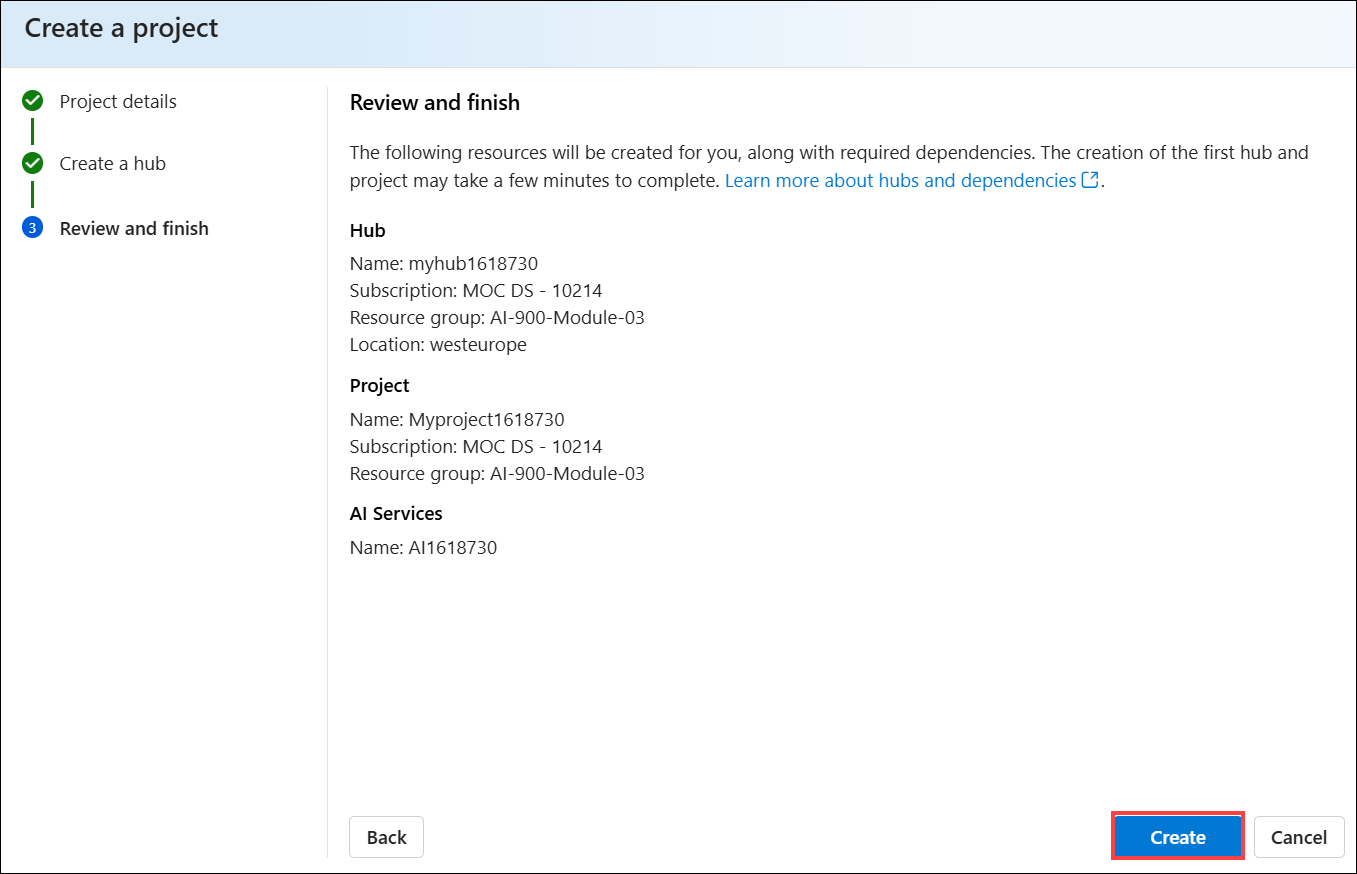 Create a project
Project details
Create a hub
3
Review and finish
Review and finish
The following resources will be created for you, along with required dependencies. The creation of the first hub and
project may take a few minutes to complete. Learn more about hubs and dependencies.
Hub
Name: myhub1618730
Subscription: MOC DS - 10214
Resource group: AI-900-Module-03
Location: westeurope
Project
Name: Myproject1618730
Subscription: MOC DS - 10214
Resource group: AI-900-Module-03
AI Services
Name: AI1618730
Back
Create
Cancel